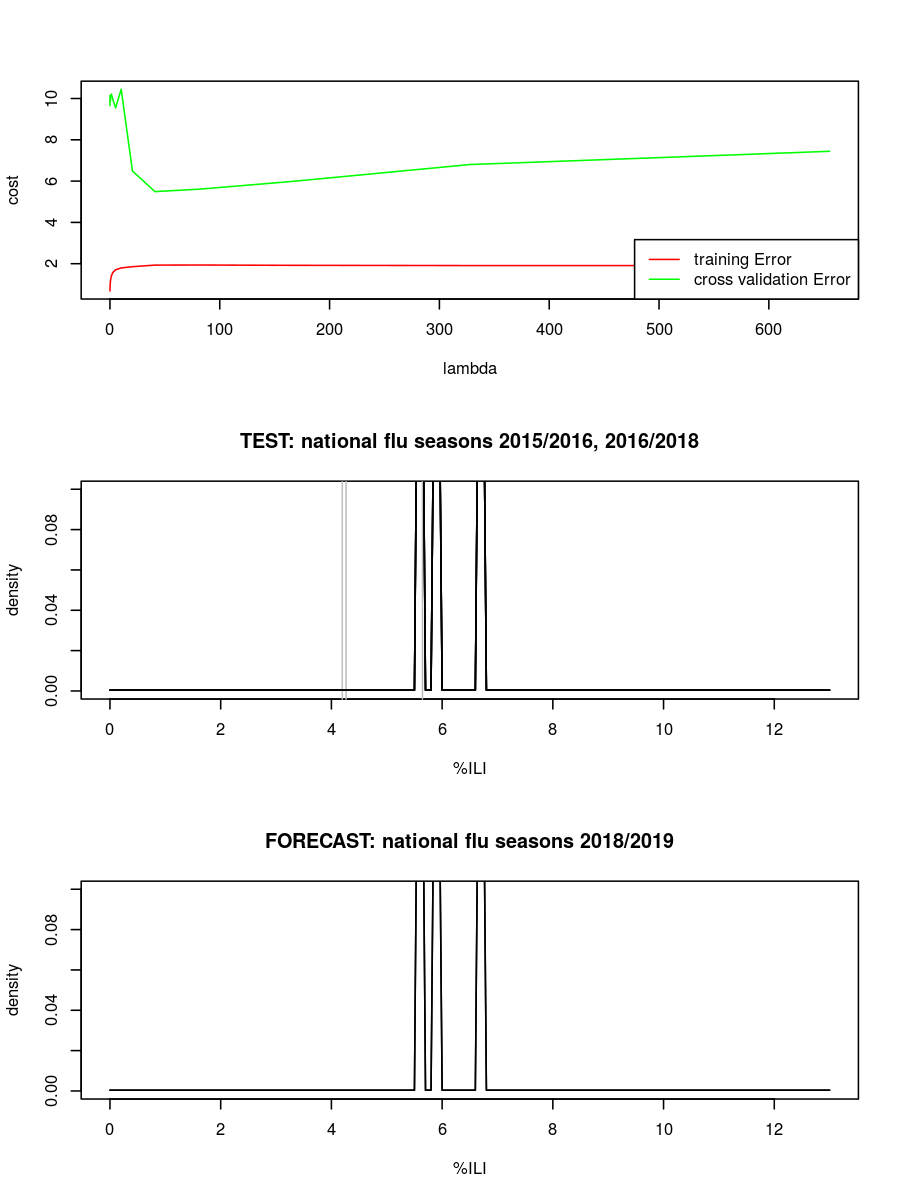 10
8
6
4
2
cost
training Error
cross validation Error
0 100 200 300 400 500 600
lambda
TEST: national flu seasons 2015/2016, 2016/2018
0.08
0.04
0.00
density
0 2 4 6 8 10 12
%ILI
FORECAST: national flu seasons 2018/2019
0.08
0.04
0.00
density
0 2 4 6 8 10 12
%ILI